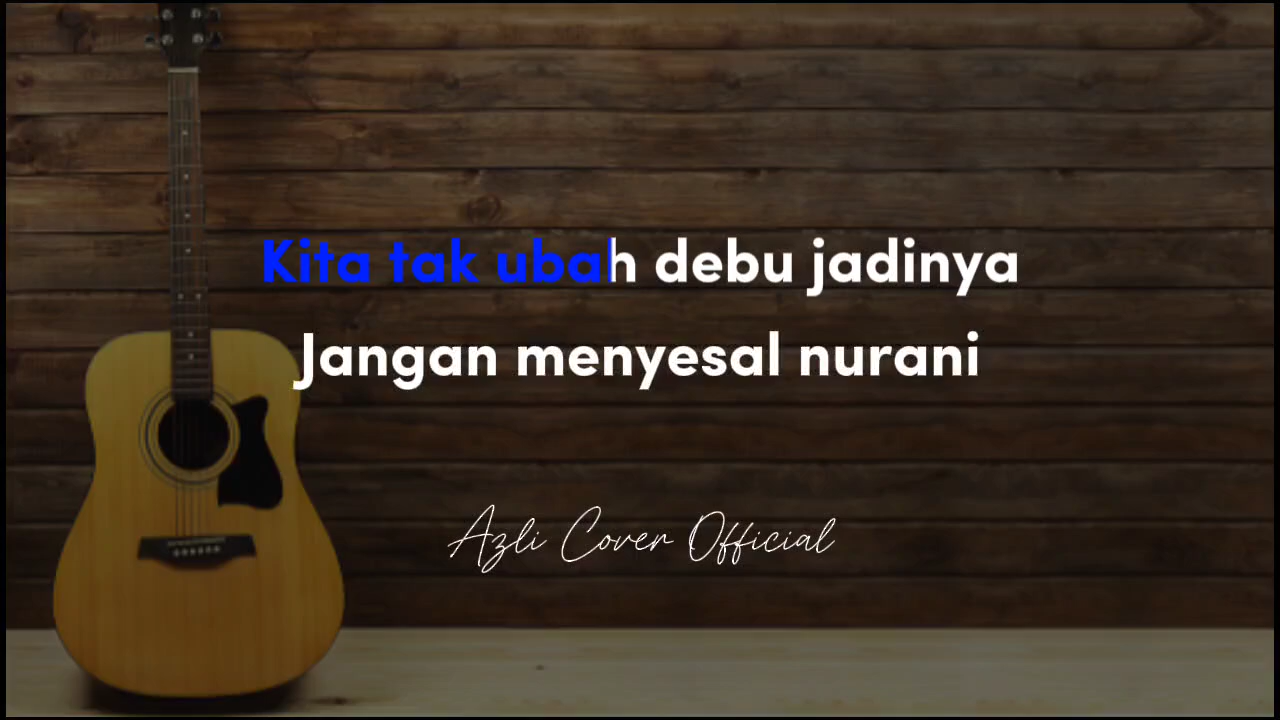 Kita tak ubah debu jadinya
Jangan menyesal nurani
Azli Cover Official